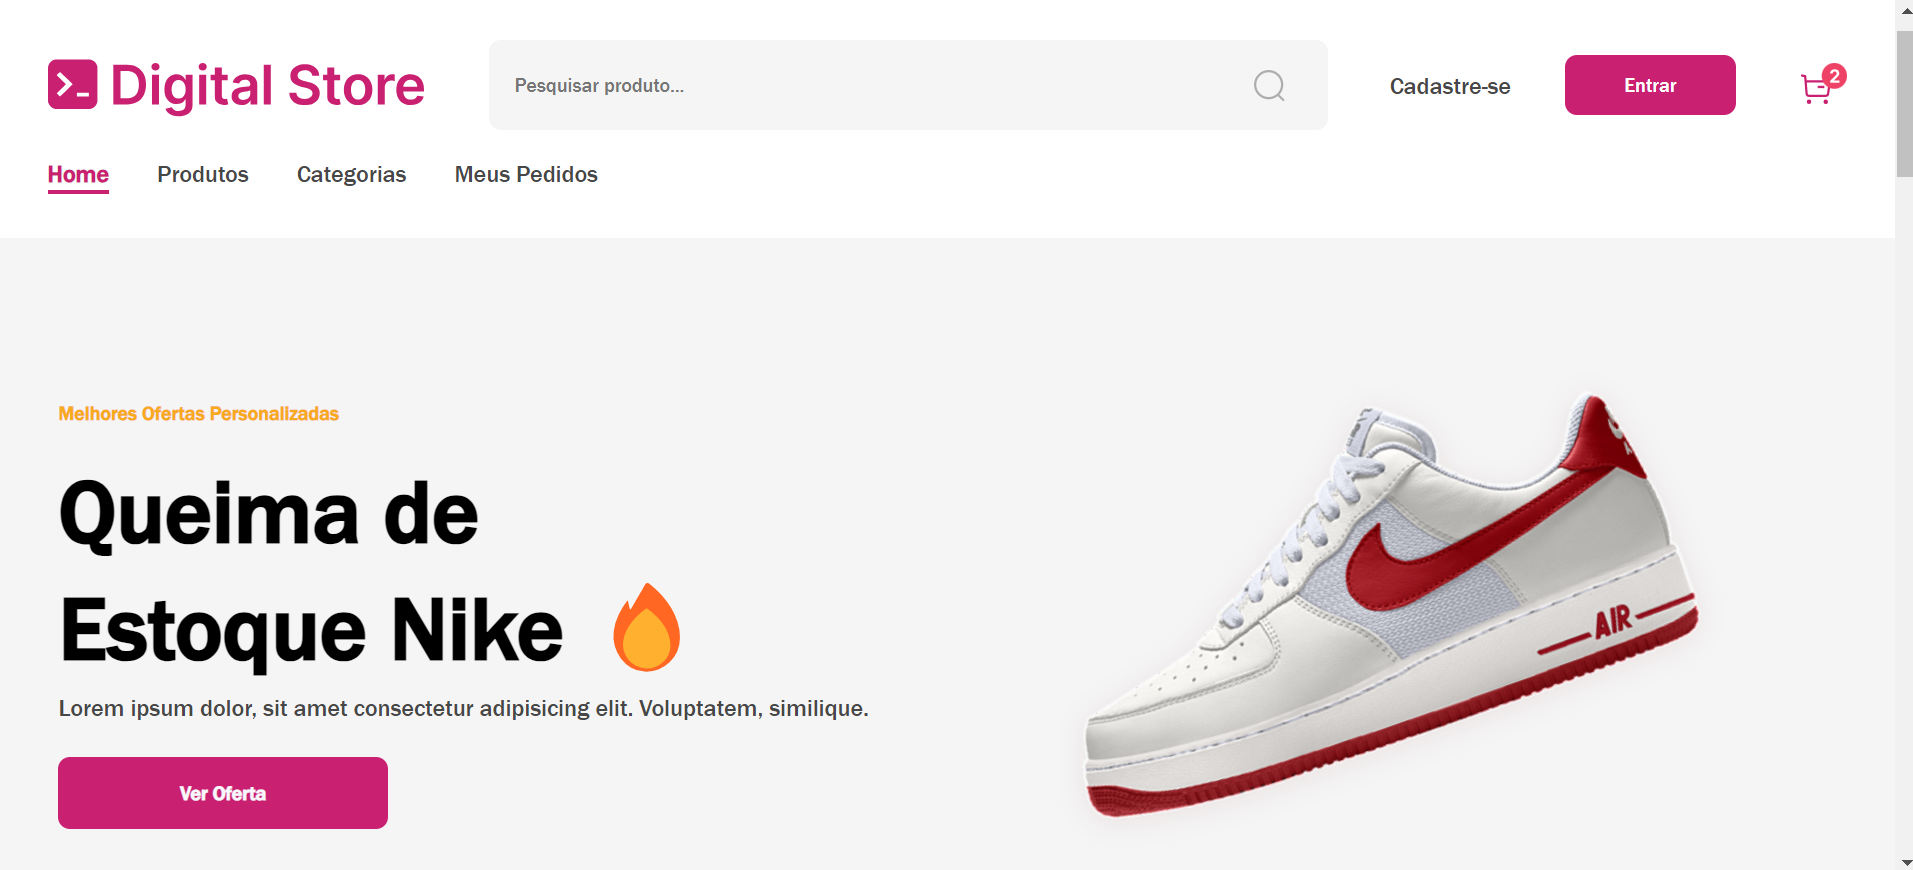 Digital Store
Pesquisar produto...
Cadastre-se
Entrar
2
Home
Produtos
Categorias
Meus Pedidos
Melhores Ofertas Personalizadas
Queima de
Estoque Nike
Lorem ipsum dolor, sit amet consectetur adipisicing elit. Voluptatem, similique.
Ver Oferta
AIR